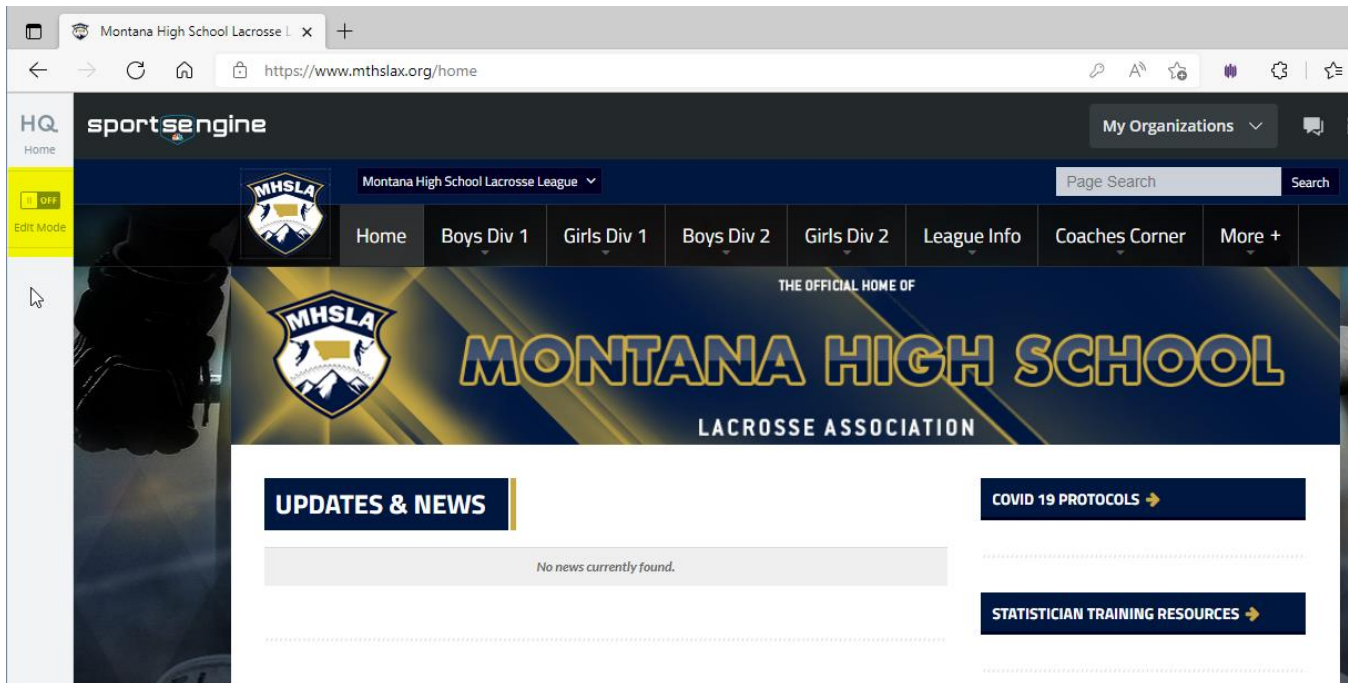 Montana High School Lacrosse L
https://www.mthslax.org/home
HQ
Home
sportsengine
My Organizations
OFF
Edit Mode
MHSLA
Montana High School Lacrosse League
Page Search
Search
Home
Boys Div 1
Girls Div 1
Boys Div 2
Girls Div 2
League Info
Coaches Corner
More +
THE OFFICIAL HOME OF
MHSLA
MONTANA HIGH SCHOOL
LACROSSE ASSOCIATION
UPDATES & NEWS
No news currently found.
COVID 19 PROTOCOLS
STATISTICIAN TRAINING RESOURCES